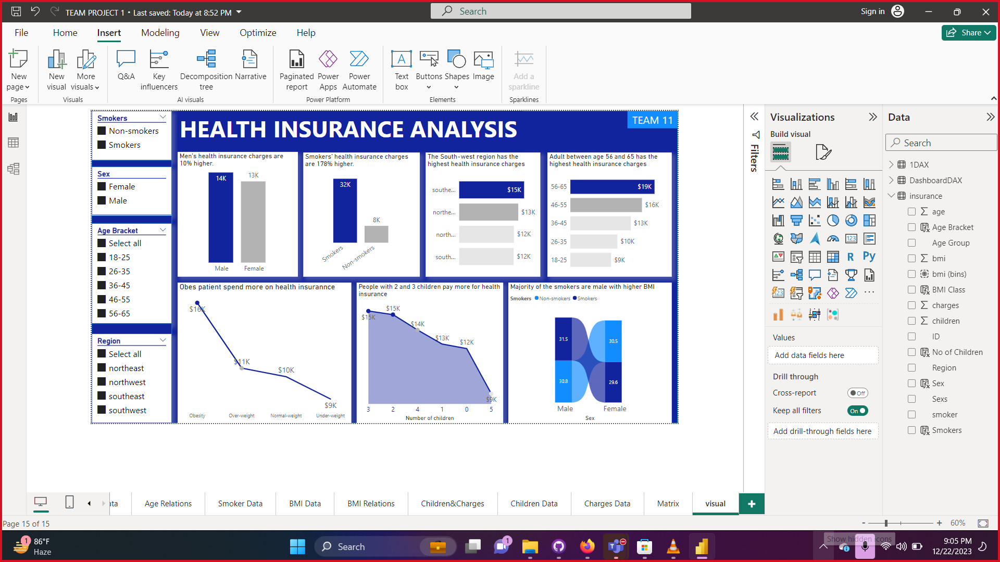 TEAM PROJECT 1 • Last saved: Today at 8:52 PM
Search
Sign in
File
Home
Insert
Modeling
View
Optimize
Help
Share
New page
New visual
More visuals
Q&A
Key influencers
Decomposition tree
Narrative
Paginated report
Power Apps
Power Automate
Text box
Buttons
Shapes
Image
Add a sparkline
Pages
Visuals
AI visuals
Power Platform
Elements
Sparklines
Smokers
Non-smokers
Smokers
Sex
Female
Male
Age Bracket
Select all
18-25
26-35
36-45
46-55
56-65
Region
Select all
northeast
northwest
southeast
southwest
HEALTH INSURANCE ANALYSIS
TEAM 11
Men's health insurance charges are
10% higher.
14K
13K
Male
Female
Smokers' health insurance charges
are 178% higher.
32K
8K
Smokers
Non-smokers
The South-west region has the
highest health insurance charges
southe... $15K
northe... $13K
north... $12K
south... $12K
Adult between age 56 and 65 has the
highest health insurance charges
56-65 $19K
46-55 $16K
36-45 $13K
26-35 $10K
18-25 $9K
Obes patient spend more on health insurannce
$16K
$11K
$10K
$9K
Obesity
Over-weight
Normal-weight
Under-weight
People with 2 and 3 children pay more for health
insurance
$15K
$15K
$14K
$13K
$12K
$9K
3 2 4 1 0 5
Number of children
Majority of the smokers are male with higher BMI
Smokers Non-smokers Smokers
31.5
30.5
30.8
29.6
Male
Female
Sex
Filters
Visualizations
Build visual
123
R
Py
123
Values
Add data fields here
Drill through
Cross-report
Off
Keep all filters
On
Add drill-through fields here
Data
Search
1DAX
DashboardDAX
insurance
age
Age Bracket
Age Group
bmi
bmi (bins)
BMI Class
charges
children
ID
No of Children
Region
Sex
Sexs
smoker
Smokers
ata
Age Relations
Smoker Data
BMI Data
BMI Relations
Children&Charges
Children Data
Charges Data
Matrix
visual
Page 15 of 15
- + 60%
1
86°F
Haze
Search
1
Show hidden icons
9:05 PM
12/22/2023